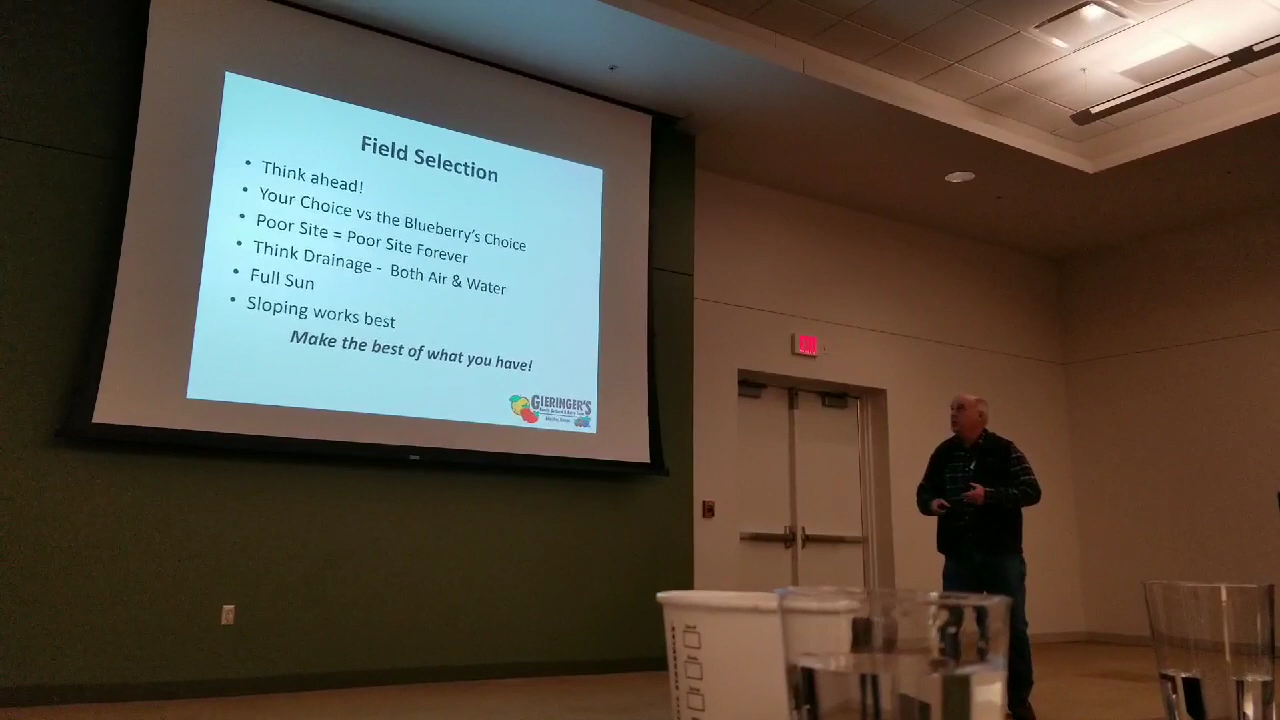 Field Selection
• Think ahead!
• Your Choice vs the Blueberry's Choice
• Poor Site = Poor Site Forever
• Think Drainage - Both Air & Water
• Full Sun
• Sloping works best
Make the best of what you have!
GIERINGER'S